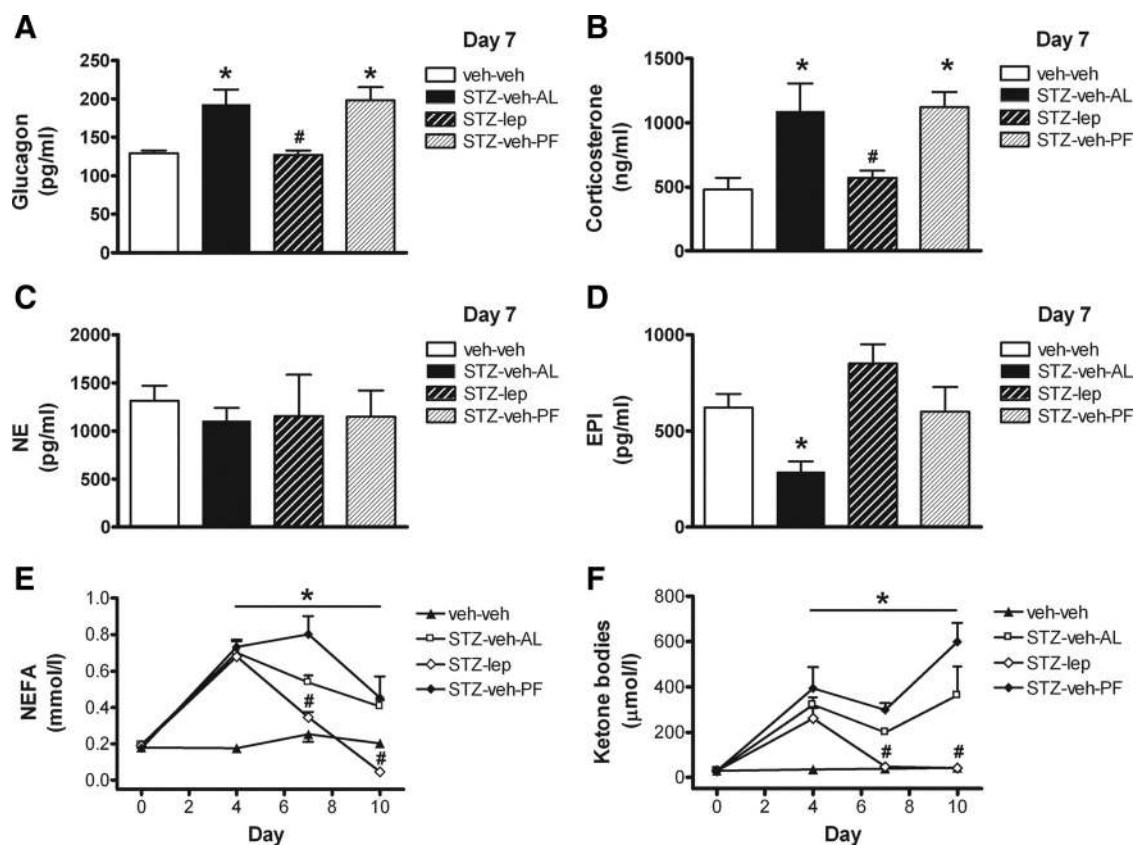 A
Day 7
Glucagon
(pg/ml)
250
200
150
100
50
0
*
#
*
veh-veh
STZ-veh-AL
STZ-lep
STZ-veh-PF
B
Day 7
Corticosterone
(ng/ml)
1500
1000
500
0
*
#
*
veh-veh
STZ-veh-AL
STZ-lep
STZ-veh-PF
C
Day 7
NE
(pg/ml)
2000
1500
1000
500
0
veh-veh
STZ-veh-AL
STZ-lep
STZ-veh-PF
D
Day 7
EPI
(pg/ml)
1000
500
0
*
veh-veh
STZ-veh-AL
STZ-lep
STZ-veh-PF
E
NEFA
(mmol/l)
1.0
0.8
0.6
0.4
0.2
0.0
*
#
#
0 2 4 6 8 10
Day
veh-veh
STZ-veh-AL
STZ-lep
STZ-veh-PF
F
Ketone bodies
(μmol/l)
800
600
400
200
0
*
# #
0 2 4 6 8 10
Day
veh-veh
STZ-veh-AL
STZ-lep
STZ-veh-PF